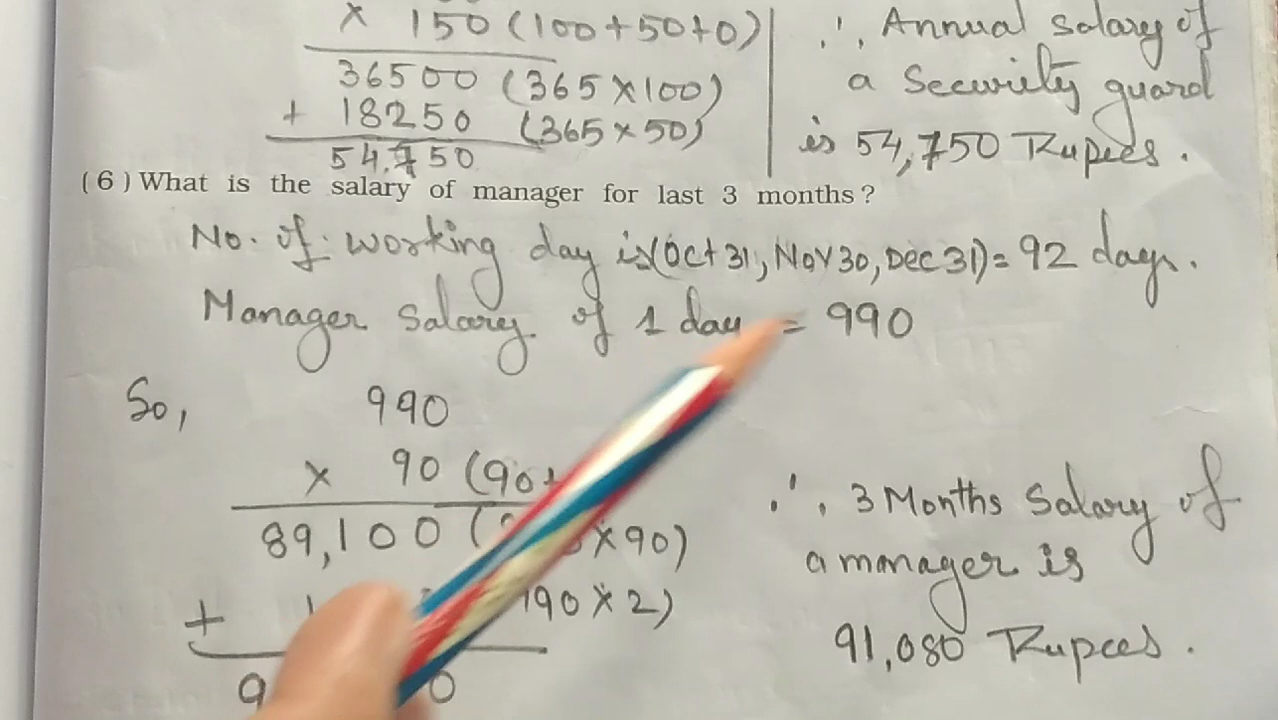 × 150 (100+50+0)
36500 (365×100)
+ 18250 (365×50)
54,750
∴ Annual salary of
a Security guard
is 54,750 Rupees.
(6) What is the salary of manager for last 3 months?
No. of working day is (Oct 31, Nov 30, Dec 31) = 92 days.
Manager Salary of 1 day = 990
So, 990
× 90 (90+
89,100 ( ×90)
+ 90×2)
9 0
∴ 3 Months Salary of
a manager is
91,080 Rupees.